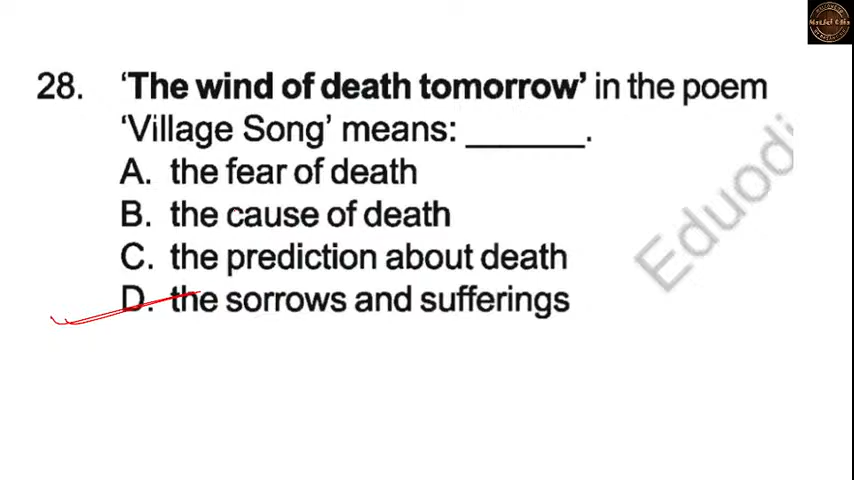 28. ‘The wind of death tomorrow’ in the poem
‘Village Song’ means: _______.
A. the fear of death
B. the cause of death
C. the prediction about death
D. the sorrows and sufferings
Eduodi